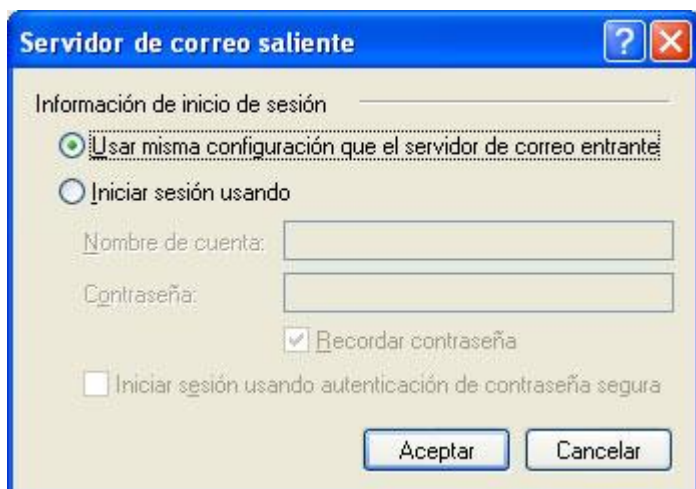 Servidor de correo saliente
Información de inicio de sesión
Usar misma configuración que el servidor de correo entrante
Iniciar sesión usando
Nombre de cuenta:
Contraseña:
Recordar contraseña
Iniciar sesión usando autenticación de contraseña segura
Aceptar Cancelar